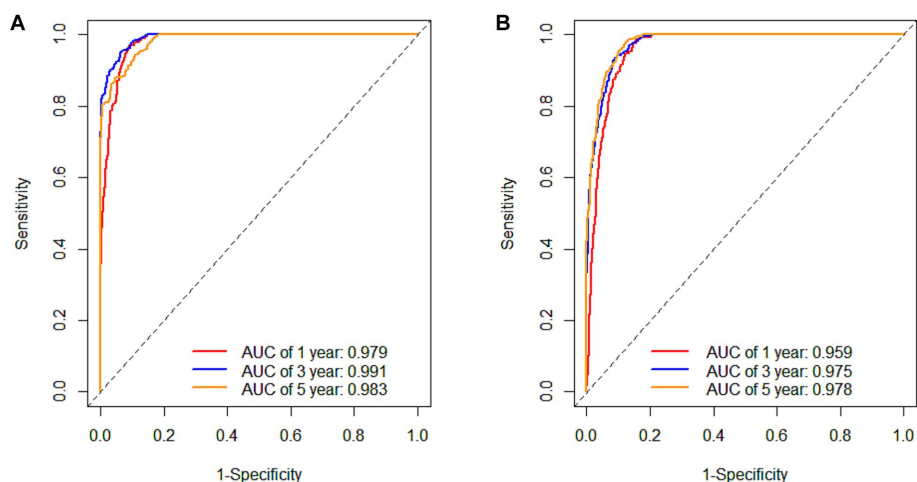 A
Sensitivity
1.0
0.8
0.6
0.4
0.2
0.0
AUC of 1 year: 0.979
AUC of 3 year: 0.991
AUC of 5 year: 0.983
0.0 0.2 0.4 0.6 0.8 1.0
1-Specificity
B
Sensitivity
1.0
0.8
0.6
0.4
0.2
0.0
AUC of 1 year: 0.959
AUC of 3 year: 0.975
AUC of 5 year: 0.978
0.0 0.2 0.4 0.6 0.8 1.0
1-Specificity